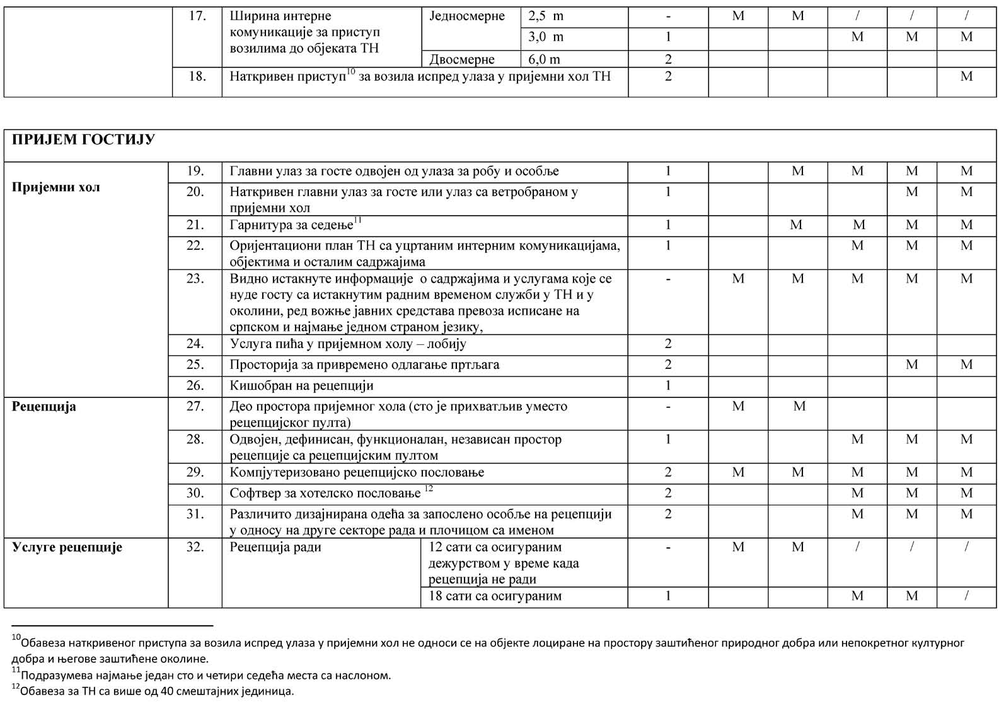 17. Ширина интерне Једносмерне 2,5 m - M M / / /
комуникације за приступ
возилима до објеката ТН 3,0 m 1 M M M
Двосмерне 6,0 m 2
18. Наткривен приступ10 за возила испред улаза у пријемни хол ТН 2 M
ПРИЈЕМ ГОСТИЈУ
Пријемни хол
19. Главни улаз за госте одвојен од улаза за робу и особље 1 M M M M
20. Наткривен главни улаз за госте или улаз са ветробраном у 1 M M
пријемни хол
21. Гарнитура за седење11 1 M M M M
22. Оријентациони план ТН са уцртаним интерним комуникацијама, 1 M M M
објектима и осталим садржајима
23. Видно истакнуте информације о садржајима и услугама које се - M M M M M
нуде госту са истакнутим радним временом служби у ТН и у
околини, ред вожње јавних средстава превоза исписане на
српском и најмање једном страном језику,
24. Услуга пића у пријемном холу – лобију 2
25. Просторија за привремено одлагање пртљага 2 M M
26. Кишобран на рецепцији 1
Рецепција 27. Део простора пријемног хола (сто је прихватљив уместо - M M
рецепцијског пулта)
28. Одвојен, дефинисан, функционалан, независан простор 1 M M M
рецепције са рецепцијским пултом
29. Компјутеризовано рецепцијско пословање 2 M M M M M
30. Софтвер за хотелско пословање 12 2 M M M
31. Различито дизајнирана одећа за запослено особље на рецепцији 2 M M M
у односу на друге секторе рада и плочицом са именом
Услуге рецепције 32. Рецепција ради 12 сати са осигураним - M M / / /
дежурством у време када
рецепција не ради
18 сати са осигураним 1 M M /
10Обавеза наткривеног приступа за возила испред улаза у пријемни хол не односи се на објекте лоциране на простору заштићеног природног добра или непокретног културног
добра и његове заштићене околине.
11Подразумева најмање један сто и четири седећа места са наслоном.
12Обавеза за ТН са више од 40 смештајних јединица.